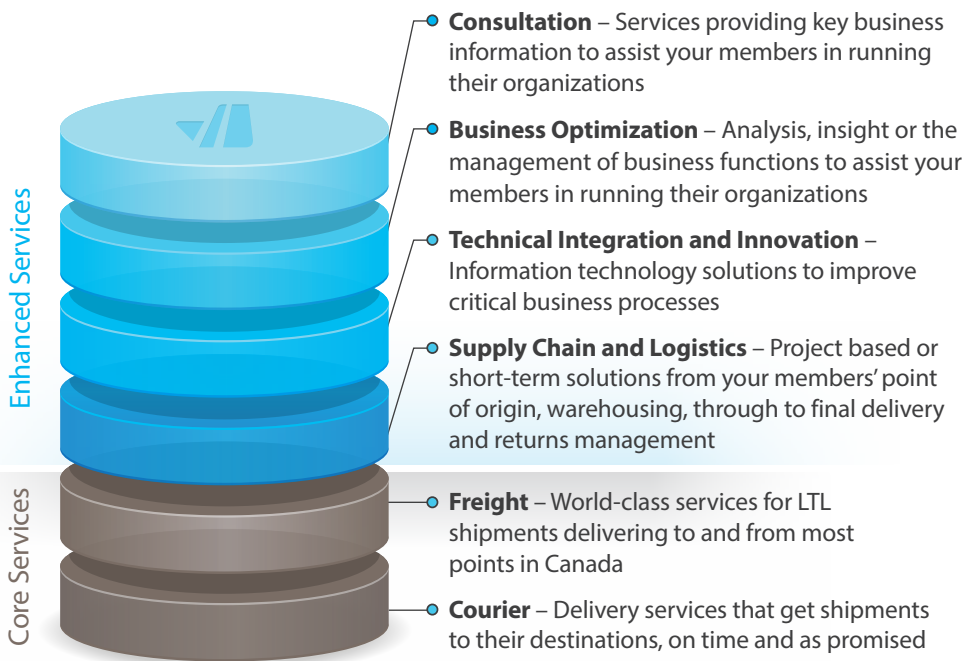 Consultation – Services providing key business
information to assist your members in running
their organizations
Business Optimization – Analysis, insight or the
management of business functions to assist your
members in running their organizations
Technical Integration and Innovation –
Information technology solutions to improve
critical business processes
Supply Chain and Logistics – Project based or
short-term solutions from your members’ point
of origin, warehousing, through to final delivery
and returns management
Freight – World-class services for LTL
shipments delivering to and from most
points in Canada
Courier – Delivery services that get shipments
to their destinations, on time and as promised
Enhanced Services
Core Services